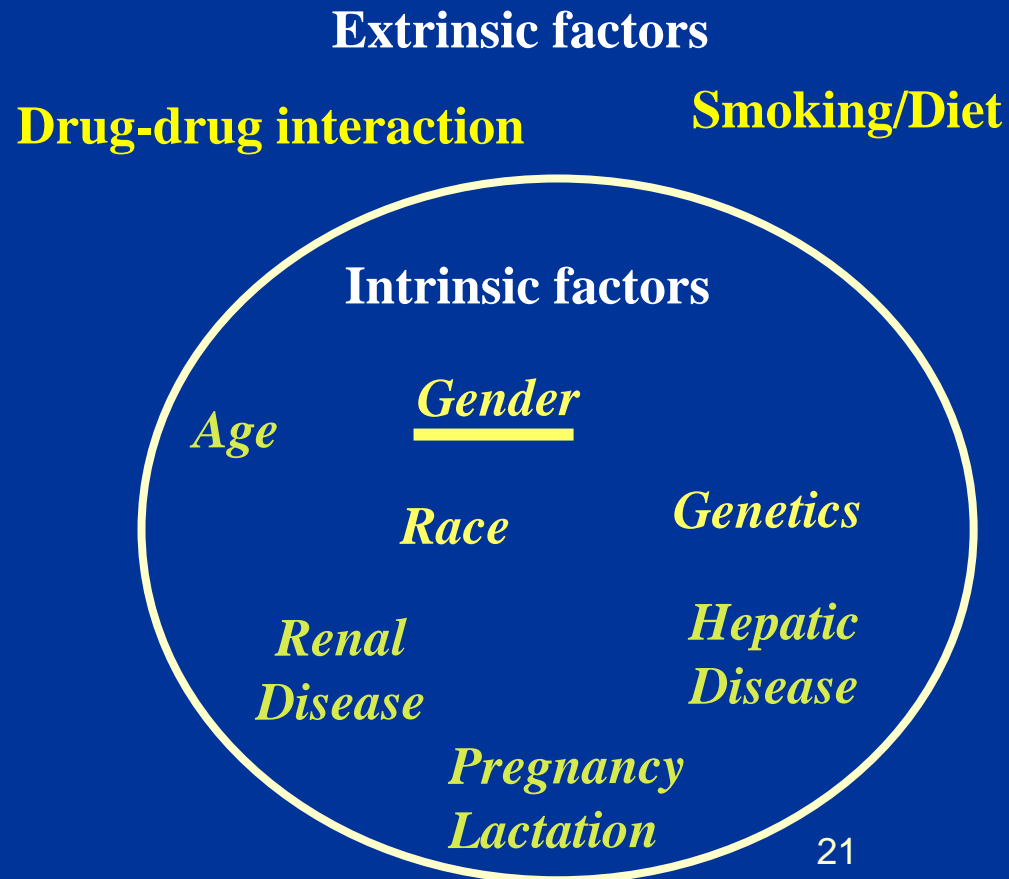 Extrinsic factors
Drug-drug interaction
Smoking/Diet
Intrinsic factors
Gender
Age
Race
Genetics
Renal
Disease
Hepatic
Disease
Pregnancy
Lactation
21